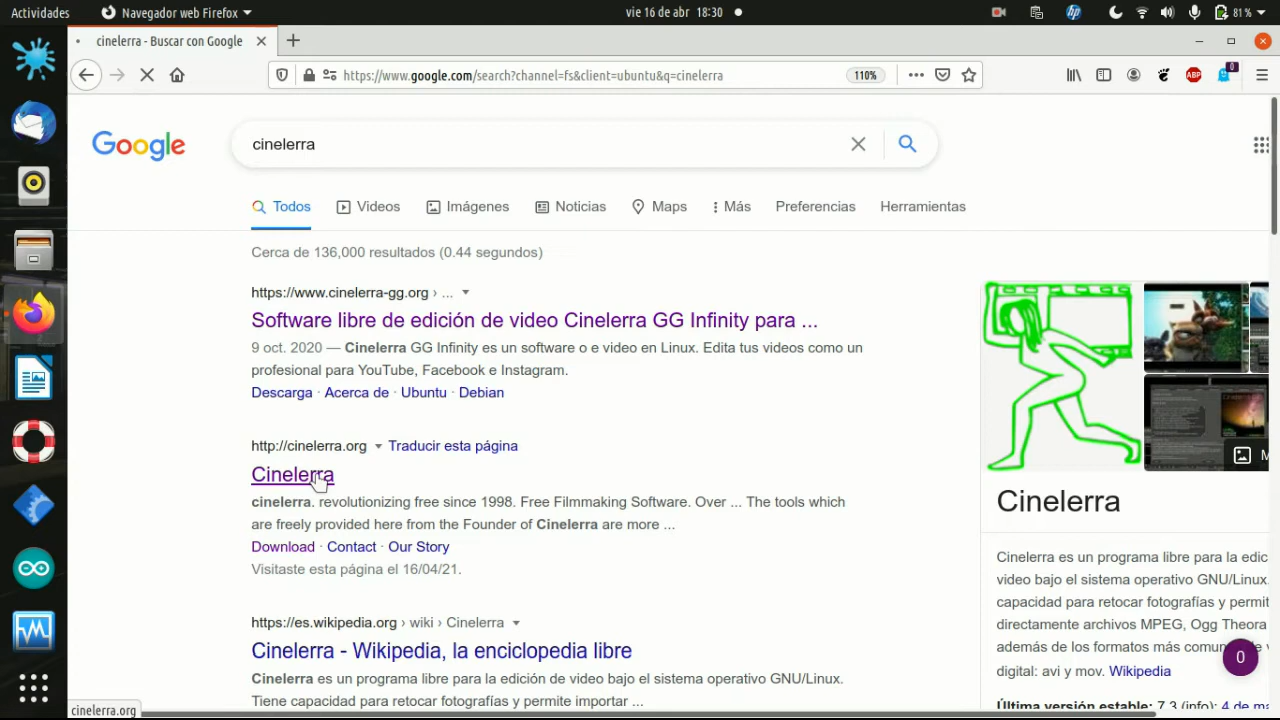 Actividades
Navegador web Firefox
vie 16 de abr 18:30
81 %
cinelerra - Buscar con Google
https://www.google.com/search?channel=fs&client=ubuntu&q=cinelerra
110%
ABP
0
Google
cinelerra
Todos
Videos
Imágenes
Noticias
Maps
Más
Preferencias
Herramientas
Cerca de 136,000 resultados (0.44 segundos)
https://www.cinelerra-gg.org › ...
Software libre de edición de video Cinelerra GG Infinity para ...
9 oct. 2020 — Cinelerra GG Infinity es un software o e video en Linux. Edita tus videos como un
profesional para YouTube, Facebook e Instagram.
Descarga · Acerca de · Ubuntu · Debian
http://cinelerra.org Traducir esta página
Cinelerra
cinelerra. revolutionizing free since 1998. Free Filmmaking Software. Over ... The tools which
are freely provided here from the Founder of Cinelerra are more ...
Download · Contact · Our Story
Visitaste esta página el 16/04/21.
https://es.wikipedia.org › wiki › Cinelerra
Cinelerra - Wikipedia, la enciclopedia libre
Cinelerra es un programa libre para la edición de video bajo el sistema operativo GNU/Linux.
Tiene capacidad para retocar fotografías y permite importar ...
Cinelerra
Cinelerra es un programa libre para la edic
video bajo el sistema operativo GNU/Linux.
capacidad para retocar fotografías y permite
directamente archivos MPEG, Ogg Theora
además de los formatos más comun
digital: avi y mov. Wikipedia
0
Última versión estable: 7.3 (info); 4 de ma
cinelerra.org